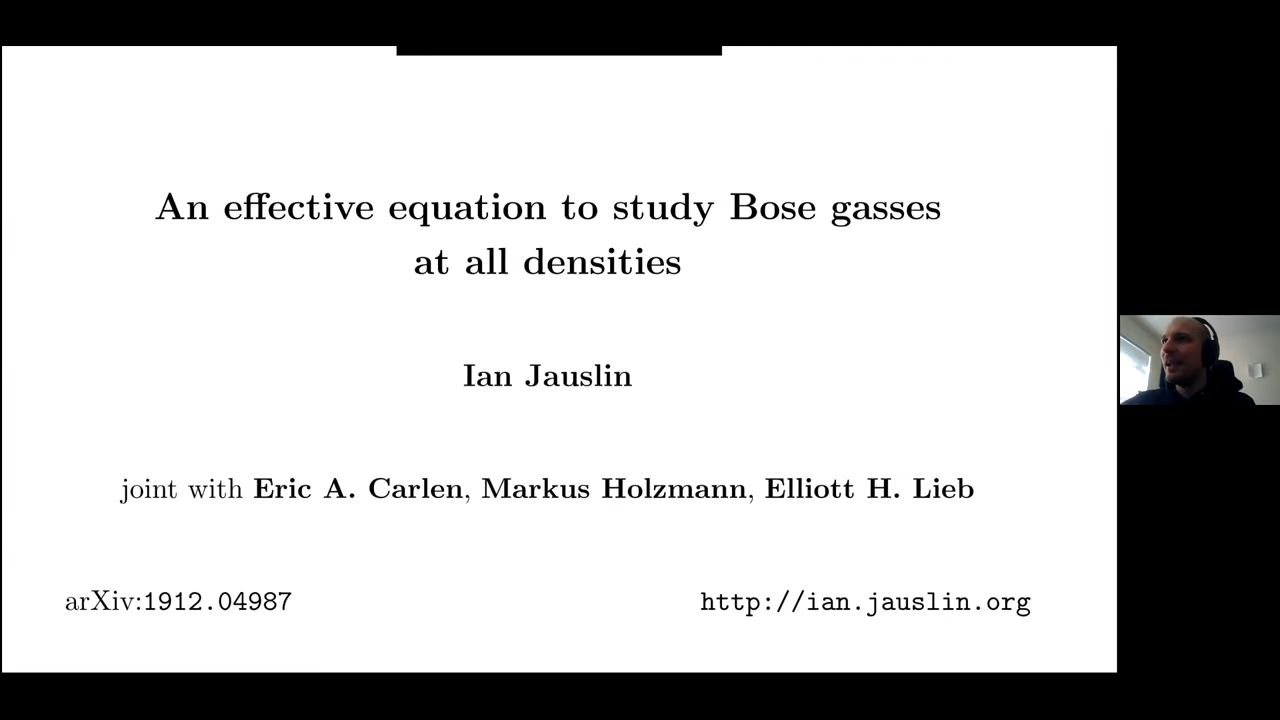 An effective equation to study Bose gasses
at all densities
Ian Jauslin
joint with Eric A. Carlen, Markus Holzmann, Elliott H. Lieb
arXiv:1912.04987
http://ian.jauslin.org